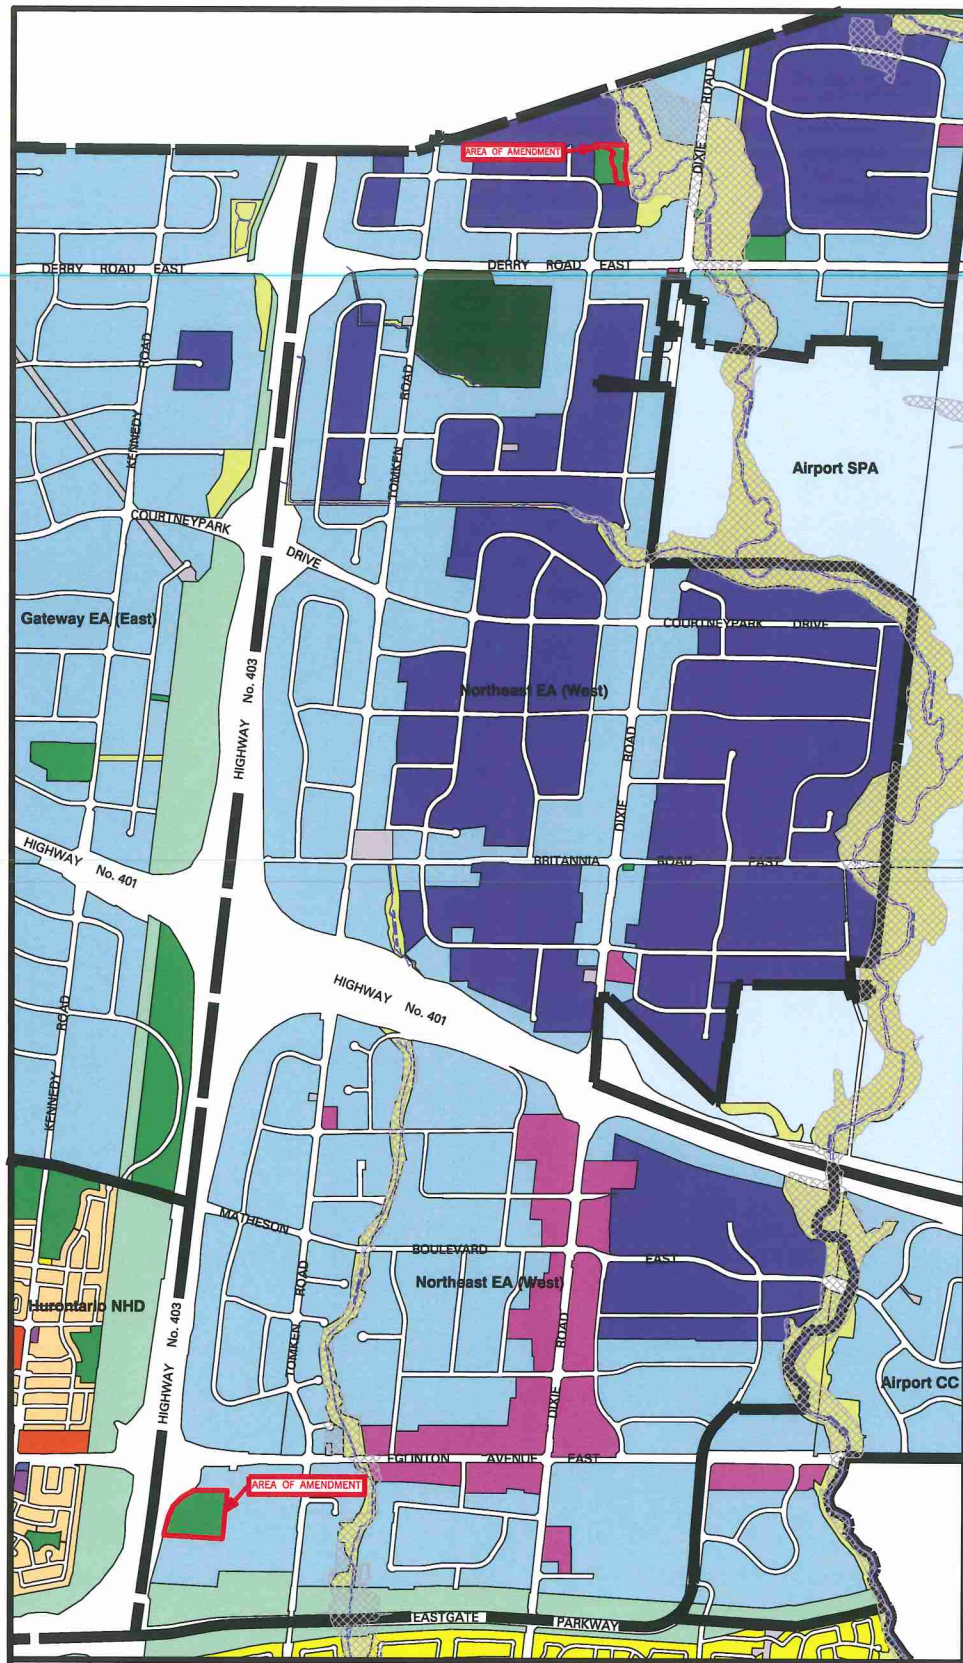 AREA OF AMENDMENT
DIXIE ROAD
DERRY ROAD EAST
DERRY ROAD EAST
KENNEDY ROAD
TOMKEN ROAD
Airport SPA
COURTNEYPARK DRIVE
Gateway EA (East)
COURTNEYPARK DRIVE
HIGHWAY No. 403
Northeast EA (West)
DIXIE ROAD
BRITANNIA ROAD EAST
HIGHWAY No. 401
HIGHWAY No. 401
KENNEDY ROAD
MATHESON BOULEVARD EAST
Northeast EA (West)
Hurontario NHD
TOMKEN ROAD
DIXIE ROAD
HIGHWAY No. 403
Airport CC
EGLINTON AVENUE EAST
AREA OF AMENDMENT
EASTGATE PARKWAY